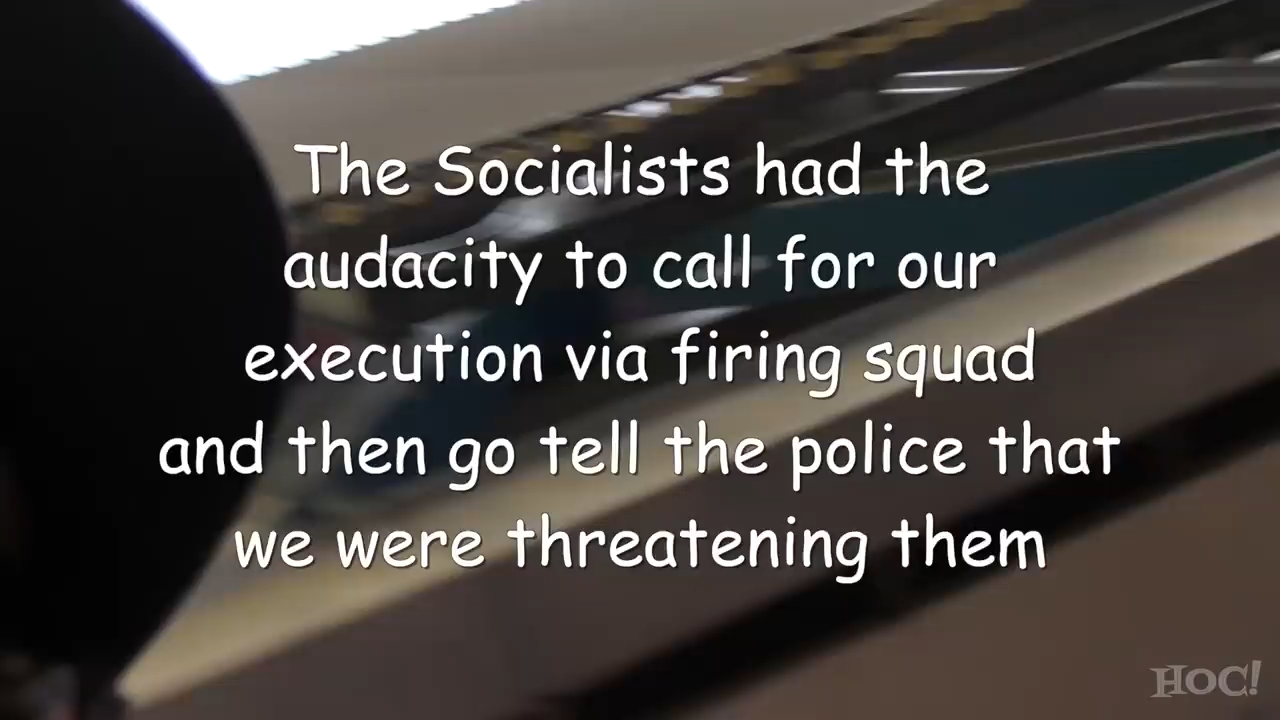 The Socialists had the
audacity to call for our
execution via firing squad
and then go tell the police that
we were threatening them
HOC!